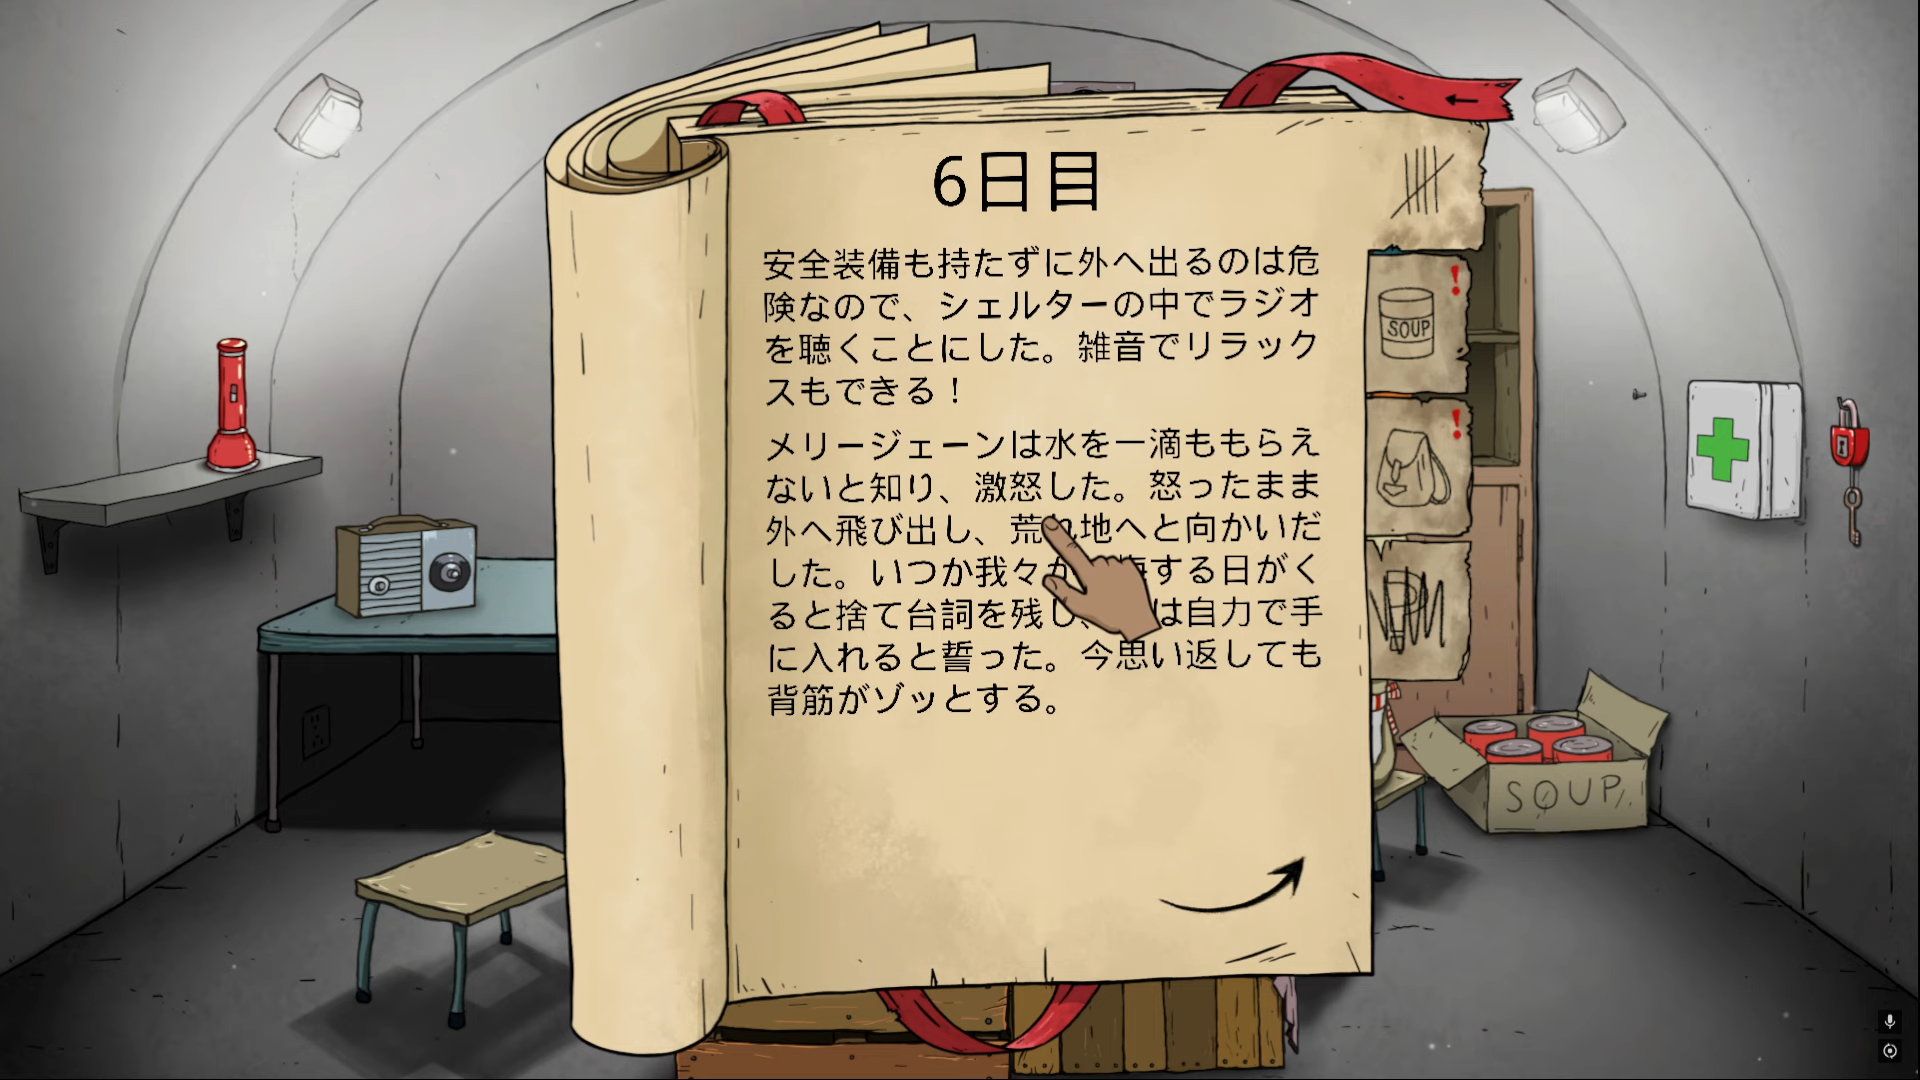 6日目
安全装備も持たずに外へ出るのは危
険なので、シェルターの中でラジオ
を聴くことにした。雑音でリラック
スもできる！
メリージェーンは水を一滴ももらえ
ないと知り、激怒した。怒ったまま
外へ飛び出し、荒れ地へと向かいだ
した。いつか我々が する日がく
ると捨て台詞を残し、 は自力で手
に入れると誓った。今思い返しても
背筋がゾッとする。
SOUP
SOUP